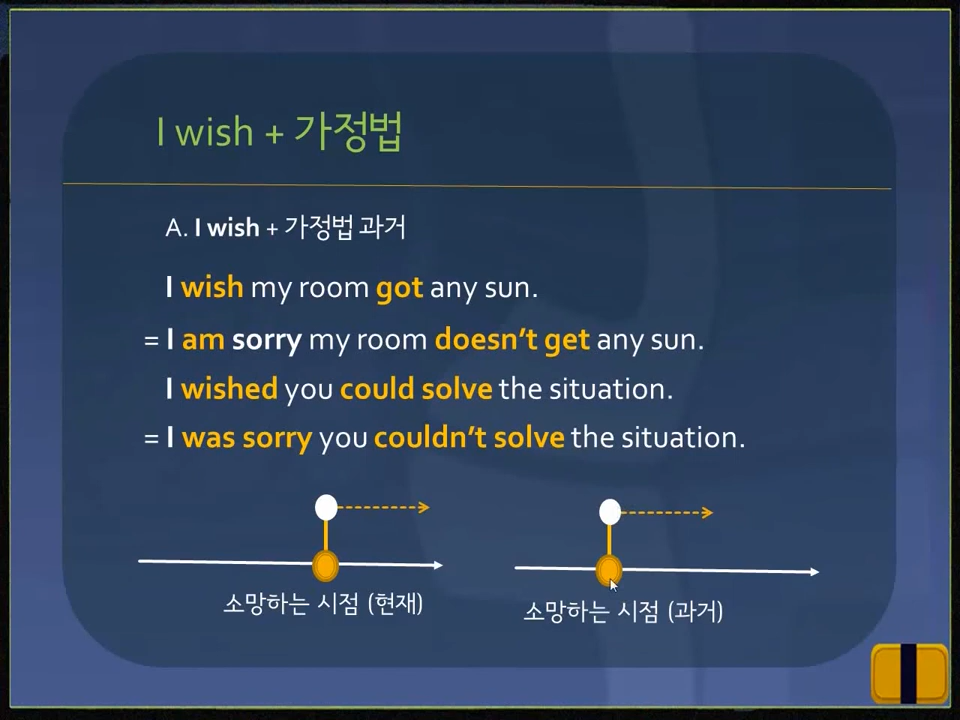 I wish + 가정법
A. I wish + 가정법 과거
I wish my room got any sun.
= I am sorry my room doesn't get any sun.
I wished you could solve the situation.
= I was sorry you couldn't solve the situation.
소망하는 시점 (현재)
소망하는 시점 (과거)